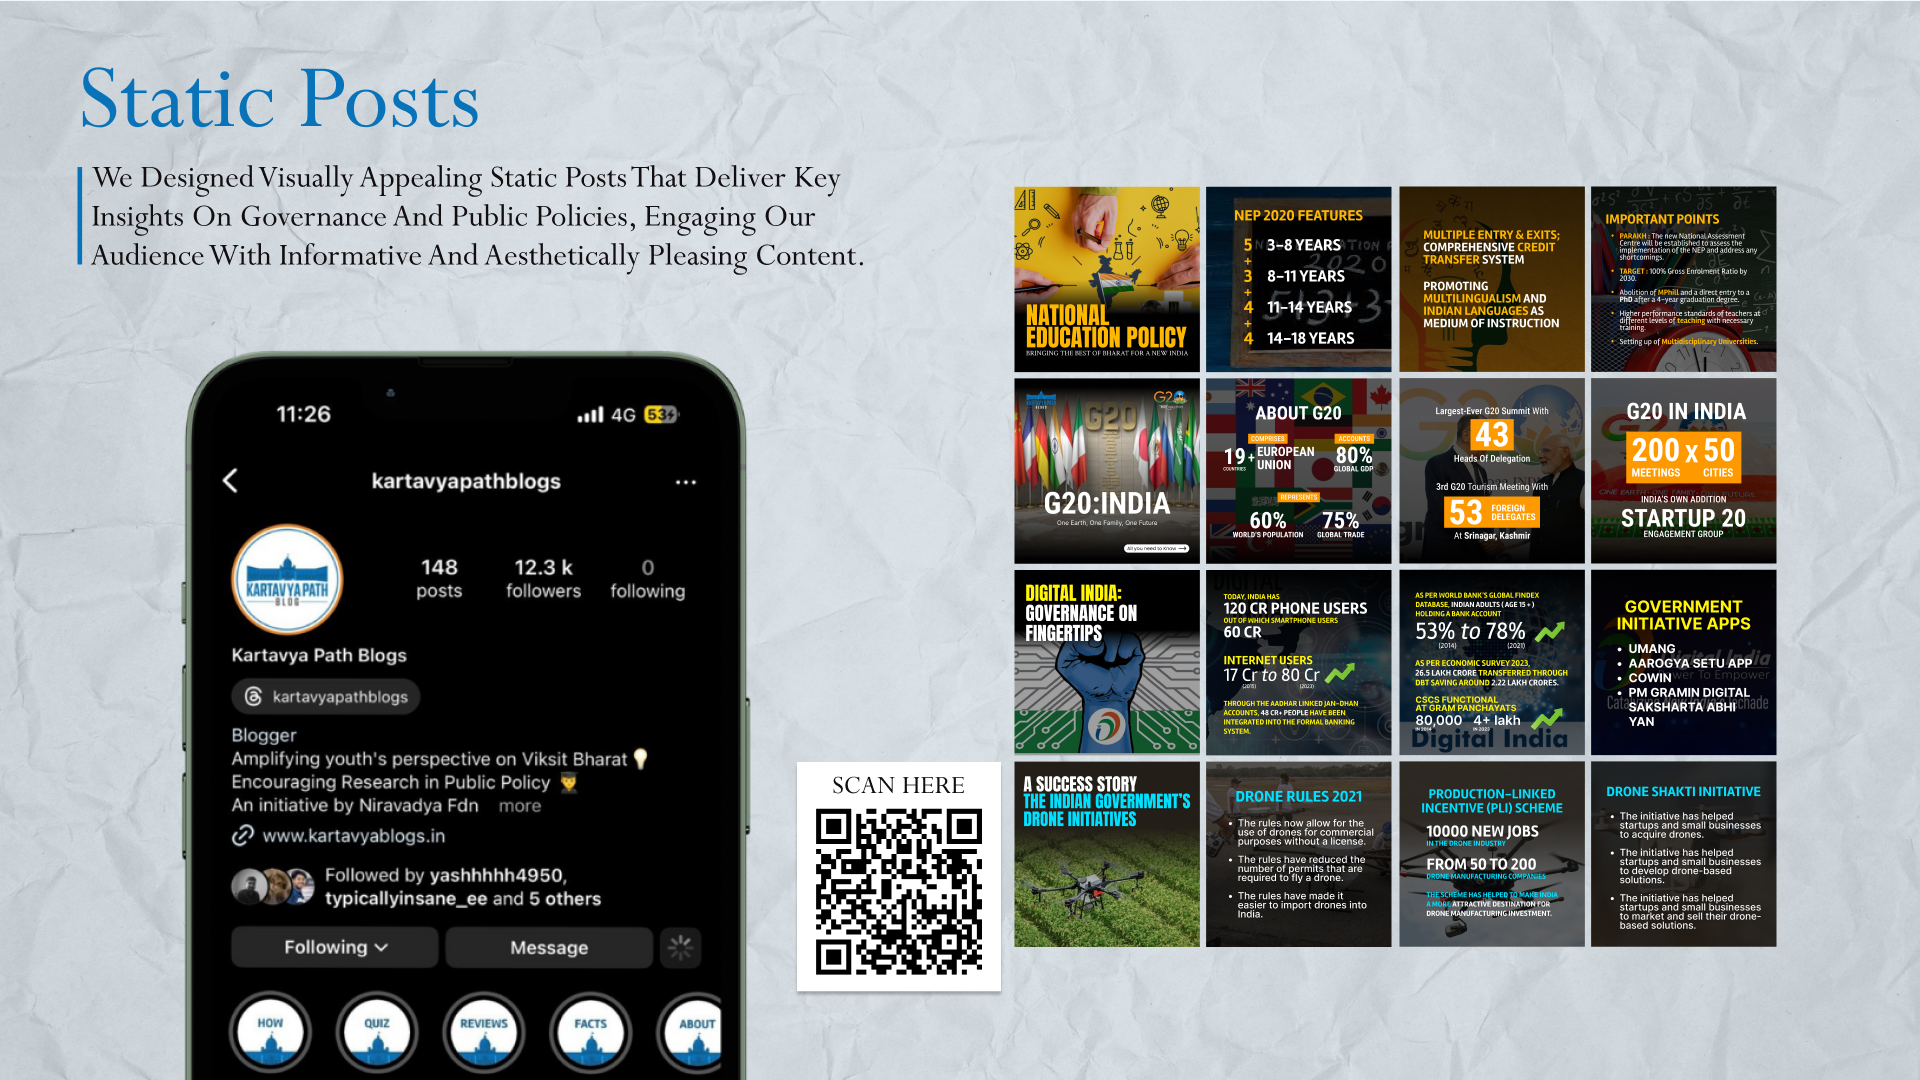 Static Posts
We Designed Visually Appealing Static Posts That Deliver Key
Insights On Governance And Public Policies, Engaging Our
Audience With Informative And Aesthetically Pleasing Content.
11:26
4G 53
kartavyapathblogs
KARTAVYA PATH
BLOG
148
posts
12.3 k
followers
0
following
Kartavya Path Blogs
kartavyapathblogs
Blogger
Amplifying youth's perspective on Viksit Bharat
Encouraging Research in Public Policy
An initiative by Niravadya Fdn more
www.kartavyablogs.in
Followed by yashhhhh4950,
typicallyinsane_ee and 5 others
Following
Message
HOW
QUIZ
REVIEWS
FACTS
ABOUT
SCAN HERE
NATIONAL
EDUCATION POLICY
BRINGING THE BEST OF BHARAT FOR A NEW INDIA
NEP 2020 FEATURES
5 3-8 YEARS
+
3 8-11 YEARS
+
4 11-14 YEARS
+
4 14-18 YEARS
MULTIPLE ENTRY & EXITS;
COMPREHENSIVE CREDIT
TRANSFER SYSTEM
PROMOTING
MULTILINGUALISM AND
INDIAN LANGUAGES AS
MEDIUM OF INSTRUCTION
IMPORTANT POINTS
• PARAKH : The new National Assessment
Centre will be established to assess the
implementation of the NEP and address any
shortcomings.
• TARGET : 100% Gross Enrolment Ratio by
2030.
• Abolition of MPhill and a direct entry to a
PhD after a 4-year graduation degree.
• Higher performance standards of teachers at
different levels of teaching with necessary
training.
• Setting up of Multidisciplinary Universities.
G20
G20
G20:INDIA
One Earth, One Family, One Future
All you need to Know
ABOUT G20
COMPRISES
19 + EUROPEAN
COUNTRIES
UNION
ACCOUNTS
80%
GLOBAL GDP
REPRESENTS
60%
WORLD'S POPULATION
75%
GLOBAL TRADE
Largest-Ever G20 Summit With
43
Heads Of Delegation
3rd G20 Tourism Meeting With
53 FOREIGN
DELEGATES
At Srinagar, Kashmir
G20 IN INDIA
200 x 50
MEETINGS CITIES
INDIA'S OWN ADDITION
STARTUP 20
ENGAGEMENT GROUP
DIGITAL INDIA:
GOVERNANCE ON
FINGERTIPS
TODAY, INDIA HAS
120 CR PHONE USERS
OUT OF WHICH SMARTPHONE USERS
60 CR
INTERNET USERS
17 Cr to 80 Cr
(2015) (2023)
THROUGH THE AADHAR LINKED JAN-DHAN
ACCOUNTS, 48 CR+ PEOPLE HAVE BEEN
INTEGRATED INTO THE FORMAL BANKING
SYSTEM.
AS PER WORLD BANK'S GLOBAL FINDEX
DATABASE, INDIAN ADULTS ( AGE 15 + )
HOLDING A BANK ACCOUNT
53% to 78%
(2014) (2021)
AS PER ECONOMIC SURVEY 2023,
26.5 LAKH CRORE TRANSFERRED THROUGH
DBT SAVING AROUND 2.22 LAKH CRORES.
CSCS FUNCTIONAL
AT GRAM PANCHAYATS
80,000 4+ lakh
IN 2014 IN 2023
Digital India
GOVERNMENT
INITIATIVE APPS
• UMANG
• AAROGYA SETU APP
• COWIN
• PM GRAMIN DIGITAL
SAKSHARTA ABHI
YAN
A SUCCESS STORY
THE INDIAN GOVERNMENT'S
DRONE INITIATIVES
DRONE RULES 2021
• The rules now allow for the
use of drones for commercial
purposes without a license.
• The rules have reduced the
number of permits that are
required to fly a drone.
• The rules have made it
easier to import drones into
India.
PRODUCTION-LINKED
INCENTIVE (PLI) SCHEME
10000 NEW JOBS
IN THE DRONE INDUSTRY
FROM 50 TO 200
DRONE MANUFACTURING COMPANIES
THE SCHEME HAS HELPED TO MAKE INDIA
A MORE ATTRACTIVE DESTINATION FOR
DRONE MANUFACTURING INVESTMENT.
DRONE SHAKTI INITIATIVE
• The initiative has helped
startups and small businesses
to acquire drones.
• The initiative has helped
startups and small businesses
to develop drone-based
solutions.
• The initiative has helped
startups and small businesses
to market and sell their drone-
based solutions.